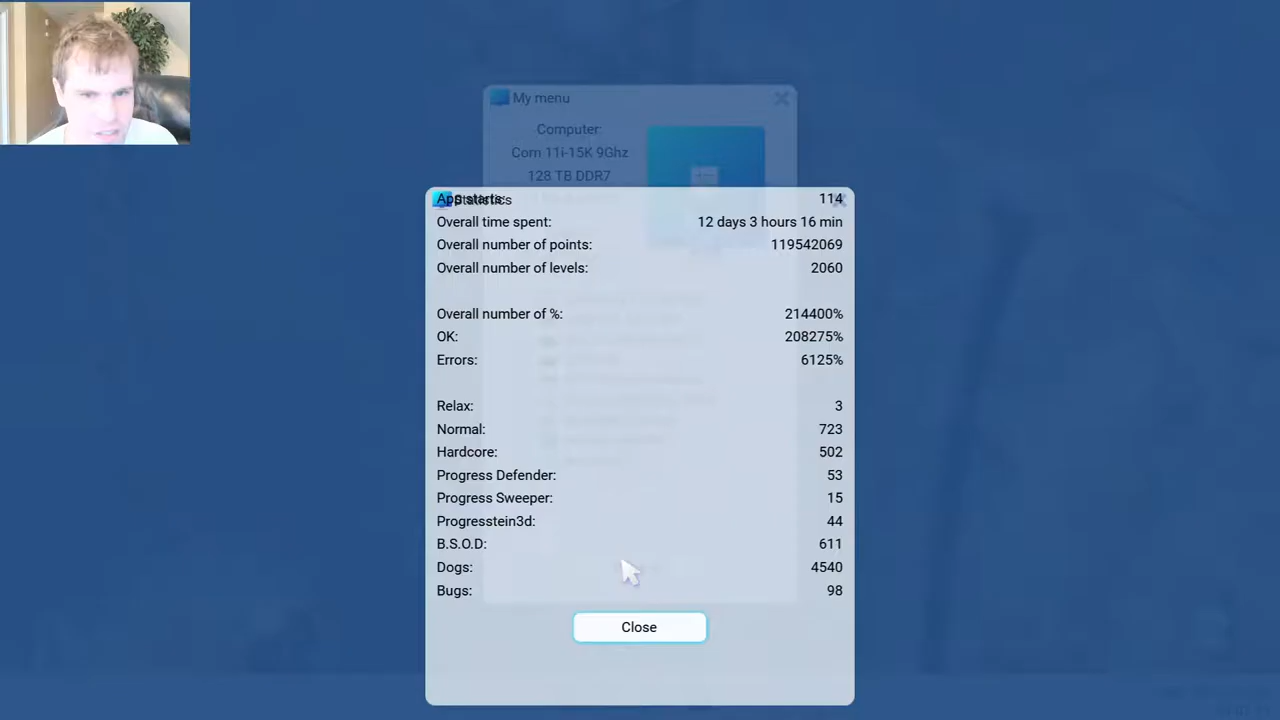 My menu
Computer:
Corn 11i-15K 9Ghz
128 TB DDR7
Statistics
App starts: 114
Overall time spent: 12 days 3 hours 16 min
Overall number of points: 119542069
Overall number of levels: 2060
Overall number of %: 214400%
OK: 208275%
Errors: 6125%
Relax: 3
Normal: 723
Hardcore: 502
Progress Defender: 53
Progress Sweeper: 15
Progresstein3d: 44
B.S.O.D: 611
Dogs: 4540
Bugs: 98
Close